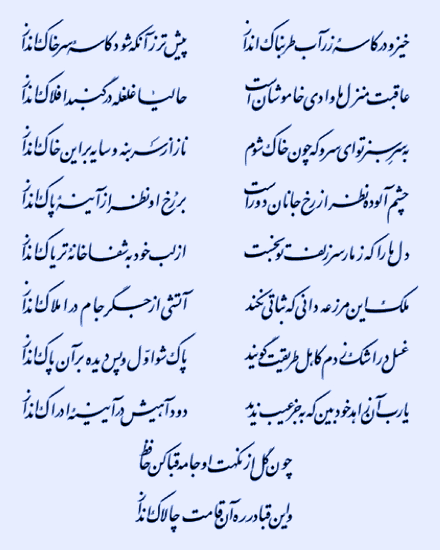 خیز و در کاسهٔ زر آب طربناک انداز پیش‌تر زآنکه شود کاسهٔ سر خاک انداز
عاقبت منزل ما وادی خاموشان است حالیا غلغله در گنبد افلاک انداز
به سر سبز تو ای سرو که چون خاک شوم ناز از سر بنه و سایه بر این خاک انداز
چشم آلوده نظر از رخ جانان دور است بر رخ او نظر از آینهٔ پاک انداز
دل ما را که ز مار سر زلف تو بخست از لب خود به شفاخانهٔ تریاک انداز
ملک این مزرعه دانی که ثباتی نکند آتشی از جگر جام در املاک انداز
غسل در اشک زدم کاهل طریقت گویند پاک شو اول و پس دیده بر آن پاک انداز
یارب آن زاهد خودبین که بجز عیب ندید دود آهیش در آیینهٔ ادراک انداز
چون گل از نکهت او جامه قبا کن حافظ
وین قبا در ره آن قامت چالاک انداز